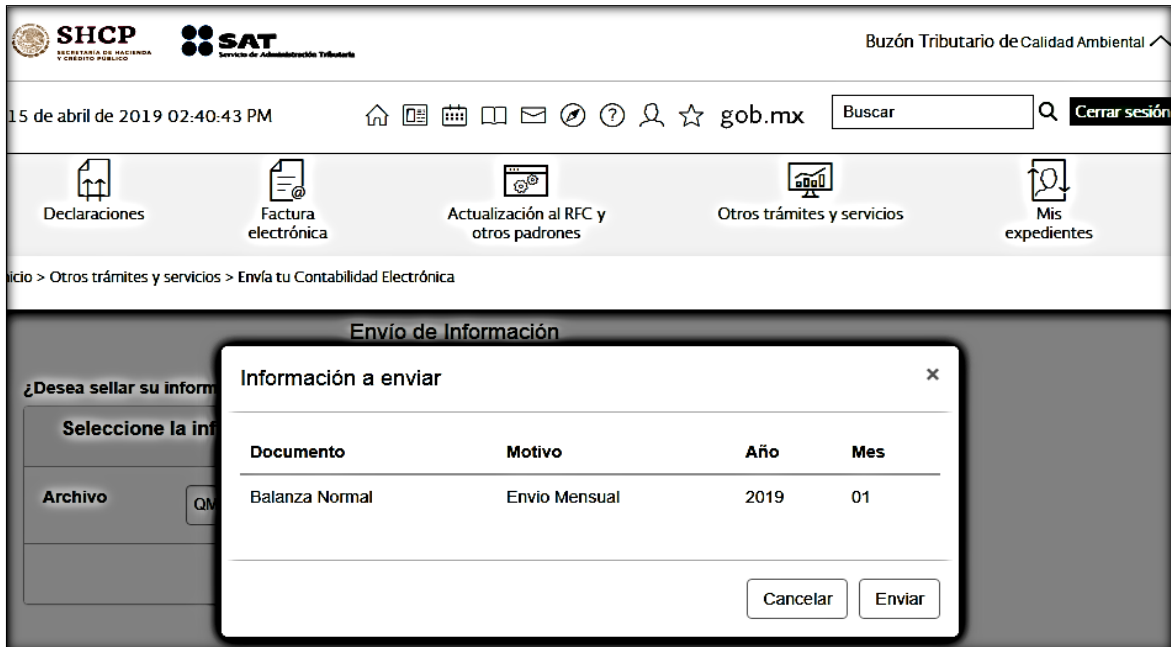 SHCP
SECRETARÍA DE HACIENDA
Y CRÉDITO PÚBLICO
SAT
Servicio de Administración Tributaria
Buzón Tributario de Calidad Ambiental
15 de abril de 2019 02:40:43 PM
gob.mx
Buscar
Cerrar sesión
Declaraciones
Factura
electrónica
Actualización al RFC y
otros padrones
Otros trámites y servicios
Mis
expedientes
icio > Otros trámites y servicios > Envía tu Contabilidad Electrónica
Envío de Información
¿Desea sellar su inform
Seleccione la inf
Archivo
QM
Información a enviar ×
Documento Motivo Año Mes
Balanza Normal Envio Mensual 2019 01
Cancelar Enviar